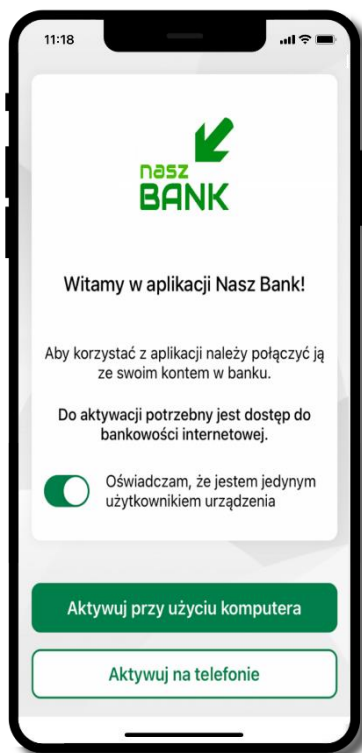 11:18
nasz
BANK
Witamy w aplikacji Nasz Bank!
Aby korzystać z aplikacji należy połączyć ją
ze swoim kontem w banku.
Do aktywacji potrzebny jest dostęp do
bankowości internetowej.
Oświadczam, że jestem jedynym
użytkownikiem urządzenia
Aktywuj przy użyciu komputera
Aktywuj na telefonie